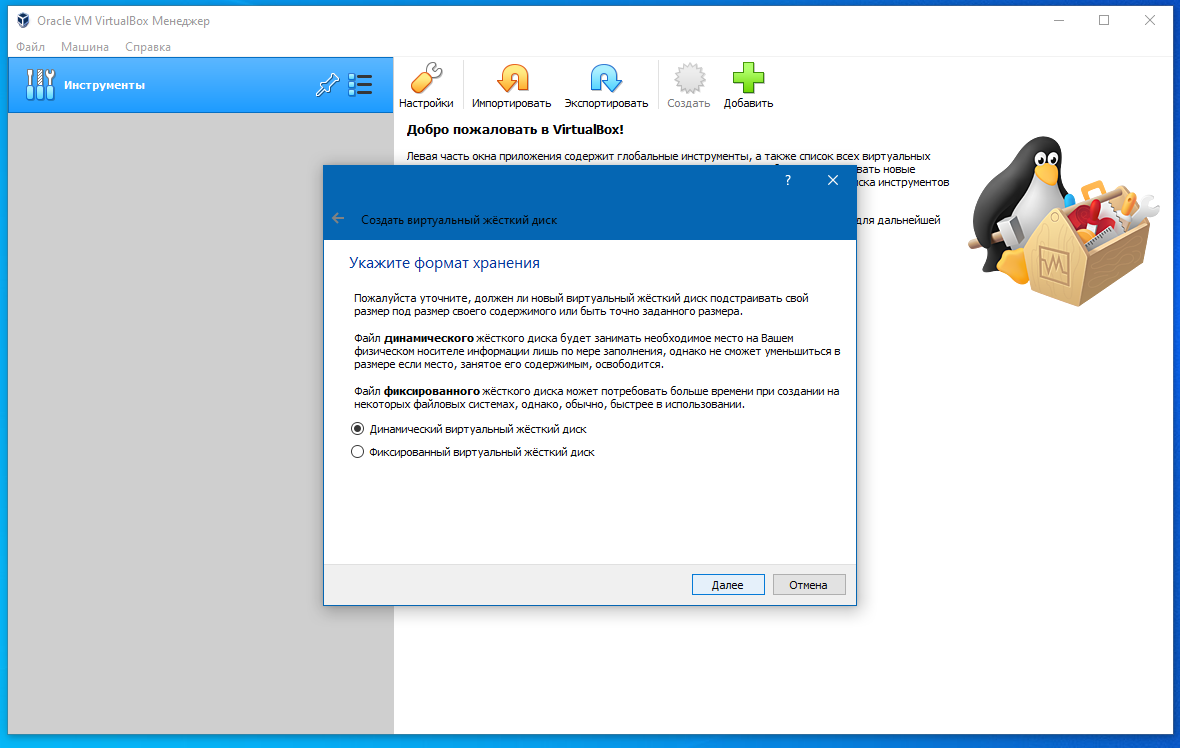 Oracle VM VirtualBox Менеджер
Файл Машина Справка
Инструменты
Настройки Импортировать Экспортировать Создать Добавить
Добро пожаловать в VirtualBox!
Левая часть окна приложения содержит глобальные инструменты, а также список всех виртуальных
новые
инструментов
для дальнейшей
?
Создать виртуальный жёсткий диск
Укажите формат хранения
Пожалуйста уточните, должен ли новый виртуальный жёсткий диск подстраивать свой
размер под размер своего содержимого или быть точно заданного размера.
Файл динамического жёсткого диска будет занимать необходимое место на Вашем
физическом носителе информации лишь по мере заполнения, однако не сможет уменьшиться в
размере если место, занятое его содержимым, освободится.
Файл фиксированного жёсткого диска может потребовать больше времени при создании на
некоторых файловых системах, однако, обычно, быстрее в использовании.
Динамический виртуальный жёсткий диск
Фиксированный виртуальный жёсткий диск
Далее Отмена